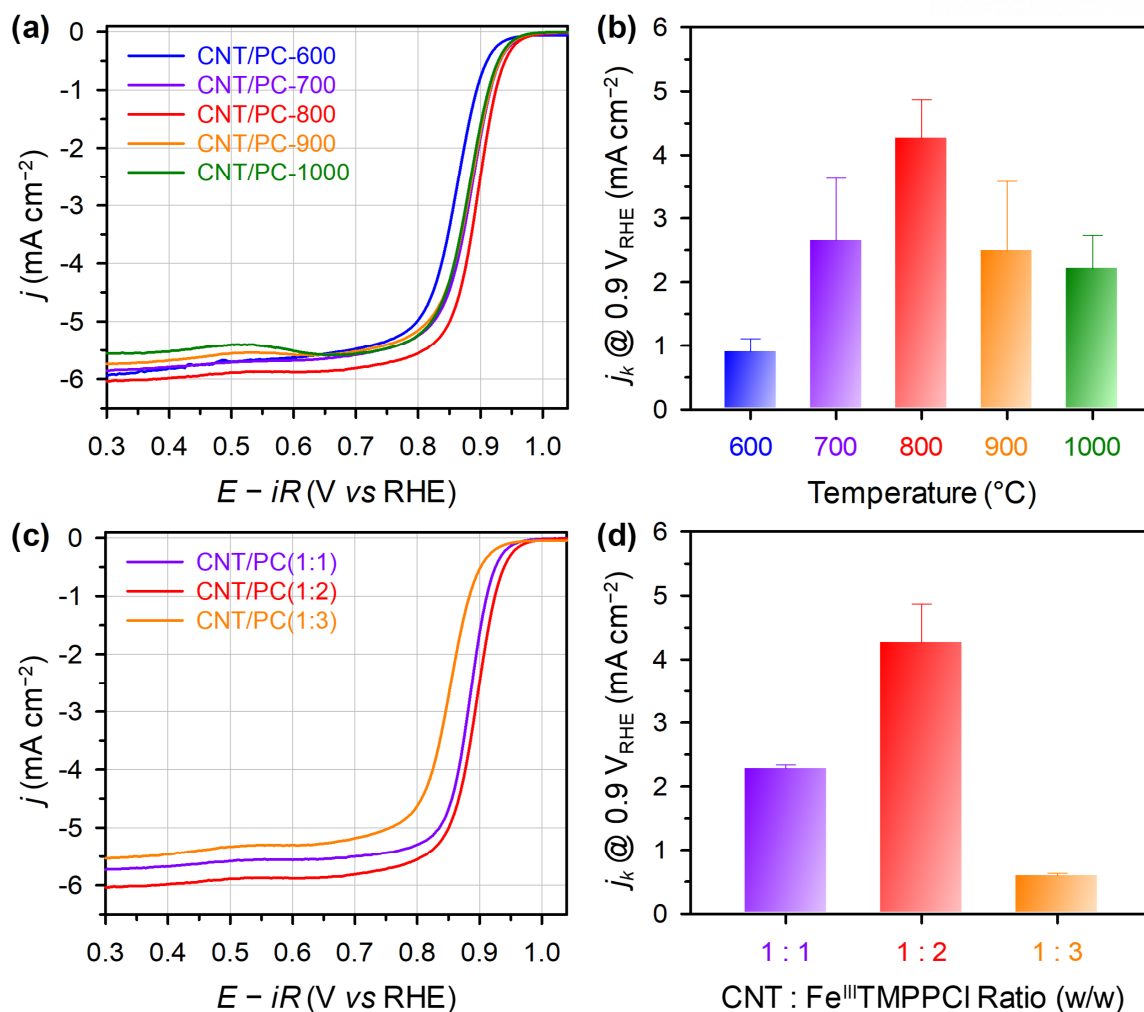 (a)
0
-1
-2
-3
-4
-5
-6
j (mA cm⁻²)
CNT/PC-600
CNT/PC-700
CNT/PC-800
CNT/PC-900
CNT/PC-1000
0.3 0.4 0.5 0.6 0.7 0.8 0.9 1.0
E − iR (V vs RHE)
(b)
6
5
4
3
2
1
0
jₖ @ 0.9 V_RHE (mA cm⁻²)
600 700 800 900 1000
Temperature (°C)
(c)
0
-1
-2
-3
-4
-5
-6
j (mA cm⁻²)
CNT/PC(1:1)
CNT/PC(1:2)
CNT/PC(1:3)
0.3 0.4 0.5 0.6 0.7 0.8 0.9 1.0
E − iR (V vs RHE)
(d)
6
5
4
3
2
1
0
jₖ @ 0.9 V_RHE (mA cm⁻²)
1 : 1 1 : 2 1 : 3
CNT : Feᴵᴵᴵ TMPPCl Ratio (w/w)